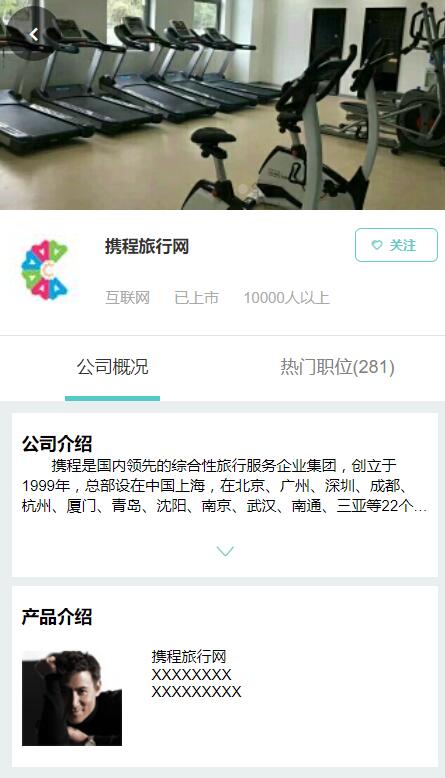 携程旅行网
关注
互联网 已上市 10000人以上
公司概况 热门职位(281)
公司介绍
携程是国内领先的综合性旅行服务企业集团，创立于
1999年，总部设在中国上海，在北京、广州、深圳、成都、
杭州、厦门、青岛、沈阳、南京、武汉、南通、三亚等22个...
产品介绍
携程旅行网
XXXXXXXX
XXXXXXXXX